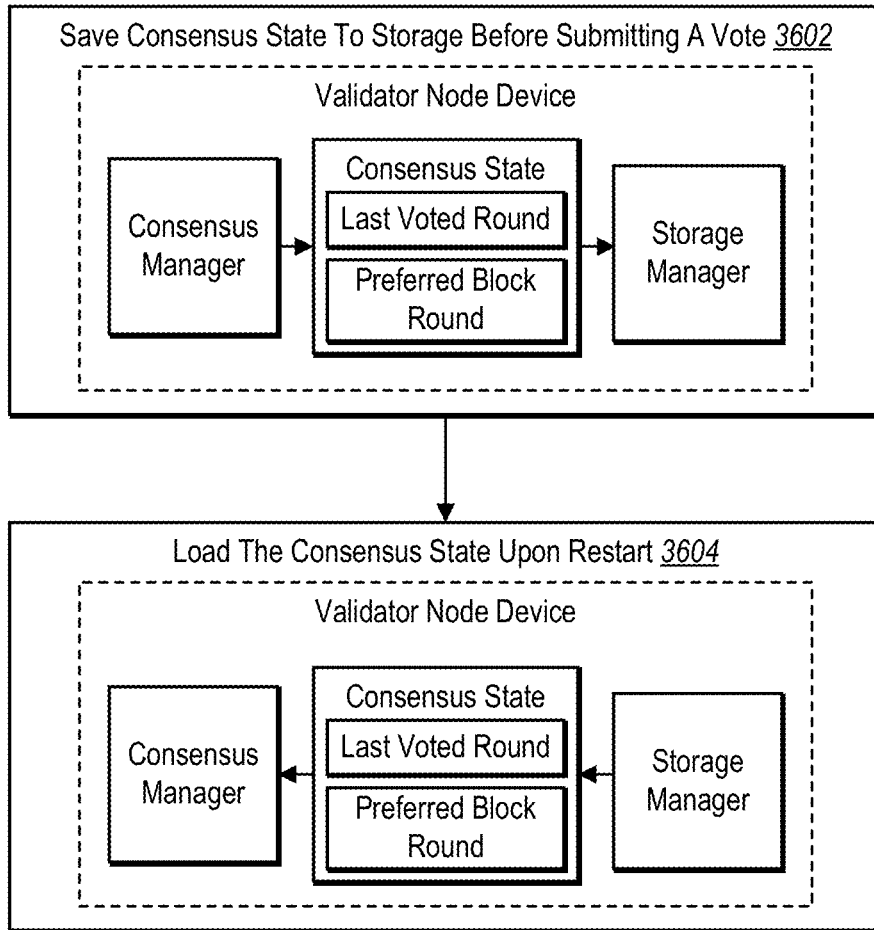 Save Consensus State To Storage Before Submitting A Vote 3602
Validator Node Device
Consensus
Manager
Consensus State
Last Voted Round
Preferred Block
Round
Storage
Manager
Load The Consensus State Upon Restart 3604
Validator Node Device
Consensus
Manager
Consensus State
Last Voted Round
Preferred Block
Round
Storage
Manager